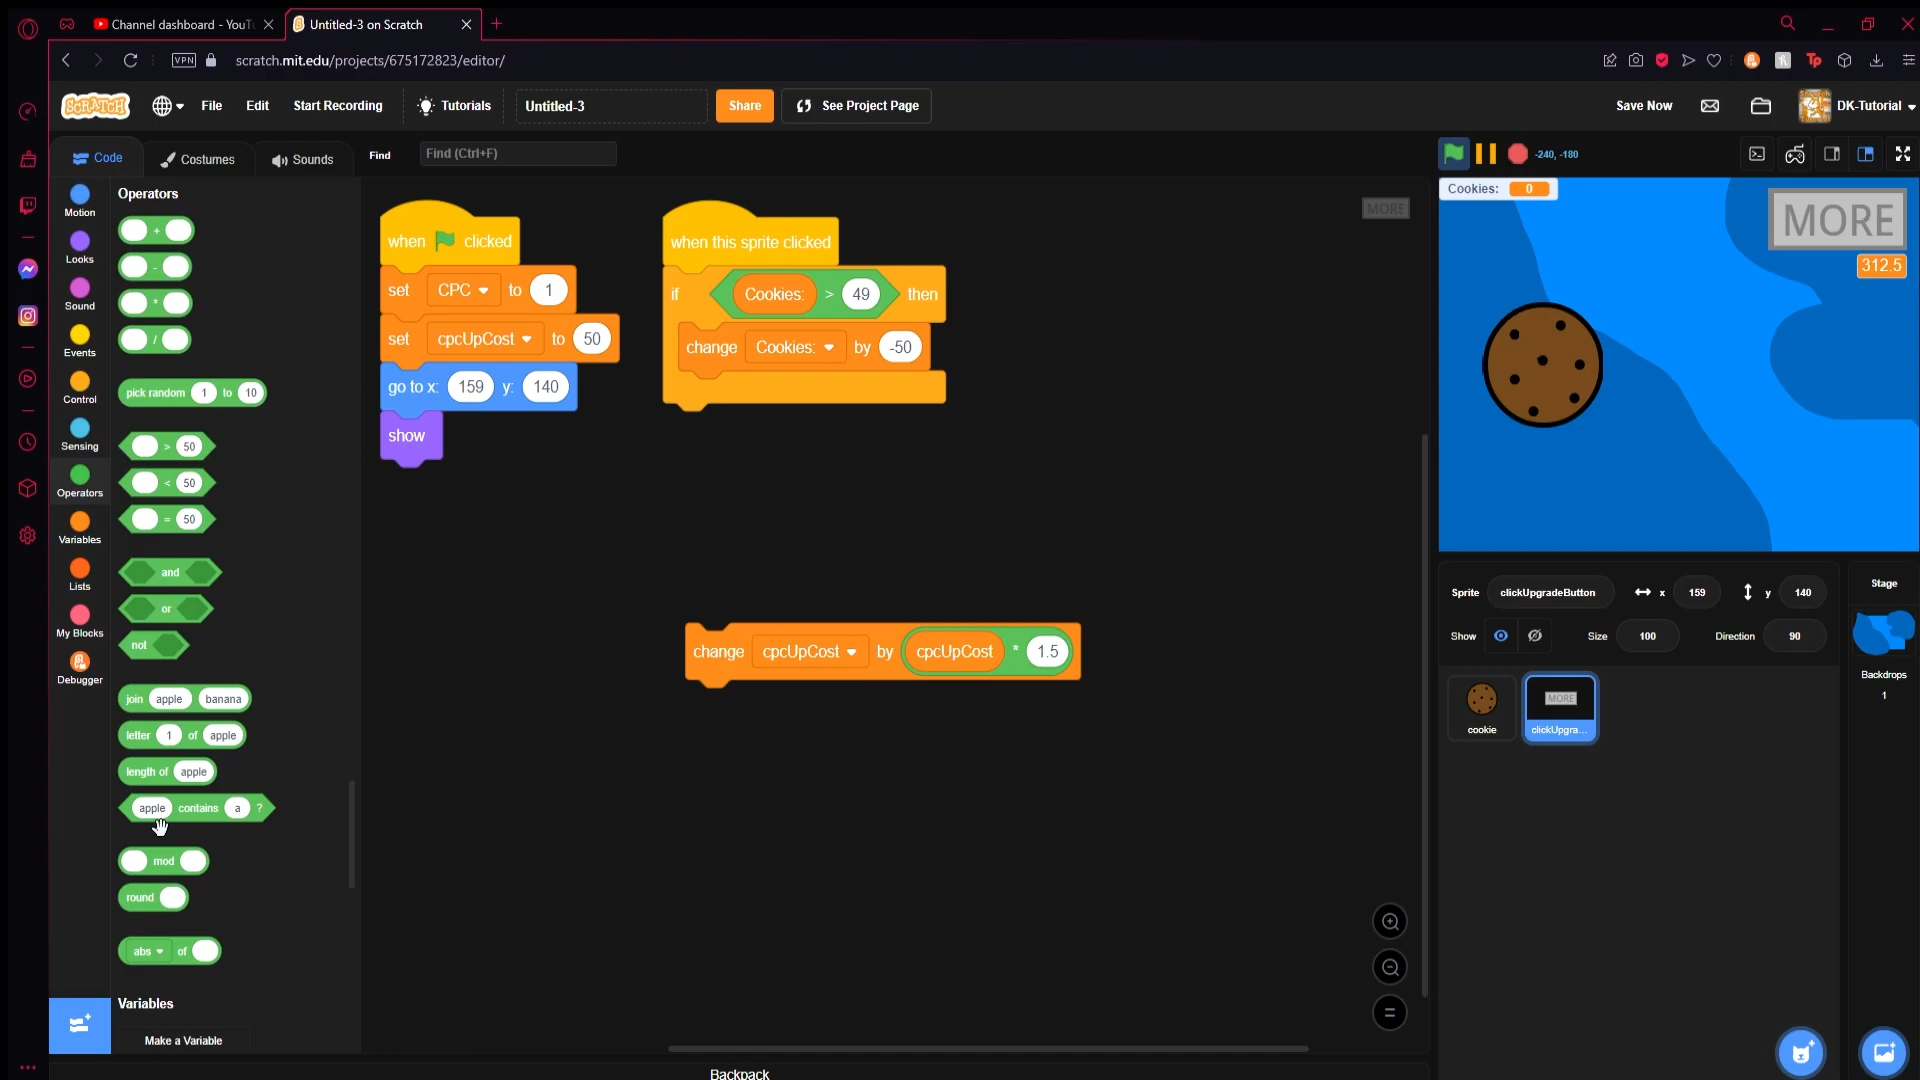 Channel dashboard - YouT
Untitled-3 on Scratch
VPN
scratch.mit.edu/projects/675172823/editor/
SCRATCH
File
Edit
Start Recording
Tutorials
Untitled-3
Share
See Project Page
Save Now
DK-Tutorial
Code
Costumes
Sounds
Find
Find (Ctrl+F)
-240, -180
Motion
Looks
Sound
Events
Control
Sensing
Operators
Variables
Lists
My Blocks
Debugger
Operators
+
-
*
/
pick random 1 to 10
> 50
< 50
= 50
and
or
not
join apple banana
letter 1 of apple
length of apple
apple contains a ?
mod
round
abs of
Variables
Make a Variable
when clicked
set CPC to 1
set cpcUpCost to 50
go to x: 159 y: 140
show
when this sprite clicked
if Cookies: > 49 then
change Cookies: by -50
change cpcUpCost by cpcUpCost * 1.5
MORE
=
Backpack
Cookies: 0
MORE
312.5
Sprite clickUpgradeButton x 159 y 140
Show Size 100 Direction 90
cookie
MORE
clickUpgra...
Stage
Backdrops
1
Tp